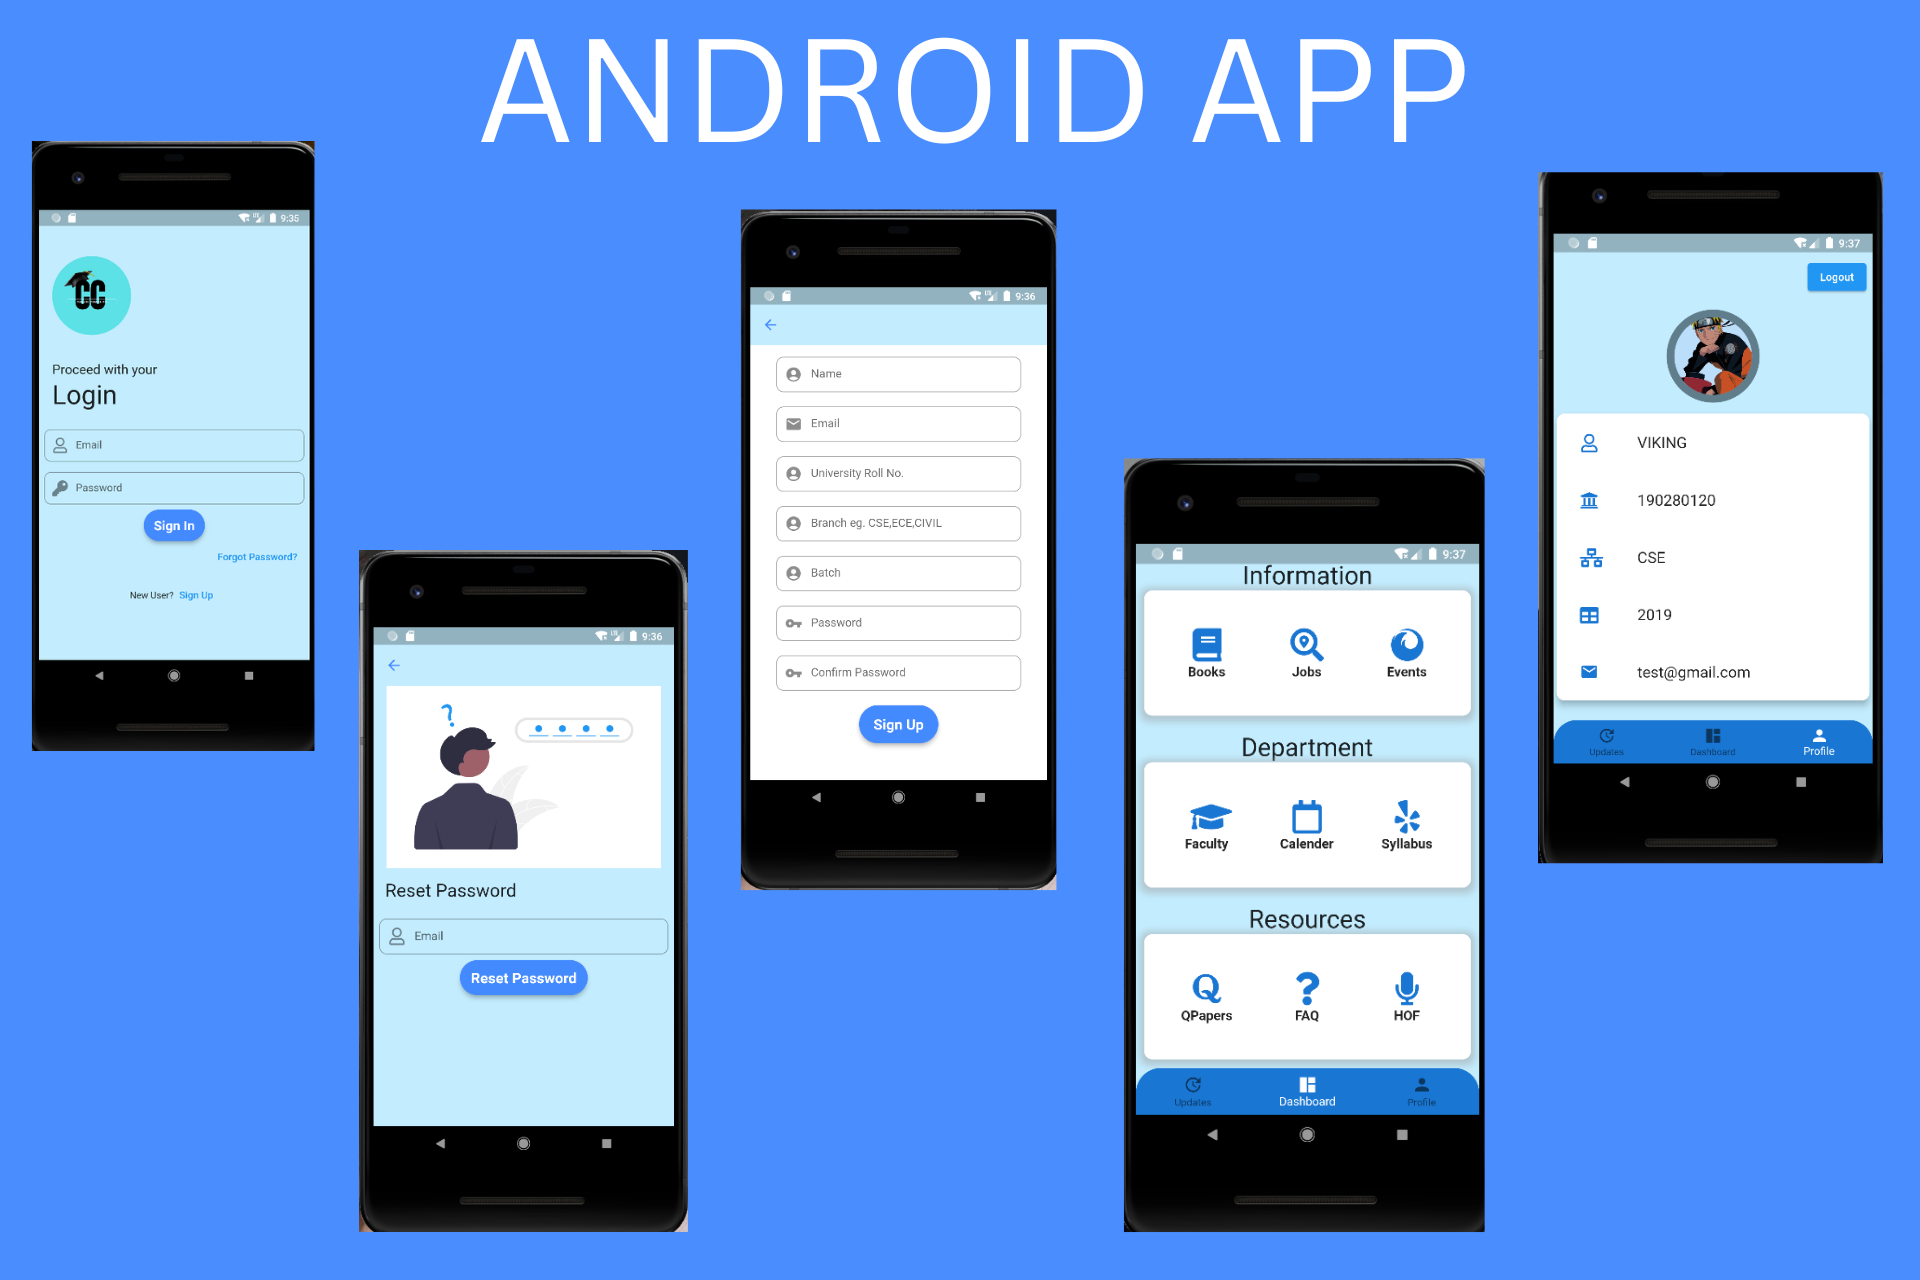 ANDROID APP
9:35
CC
Proceed with your
Login
Email
Password
Sign In
Forgot Password?
New User? Sign Up
9:36
Reset Password
Email
Reset Password
9:36
Name
Email
University Roll No.
Branch eg. CSE,ECE,CIVIL
Batch
Password
Confirm Password
Sign Up
9:37
Information
Books Jobs Events
Department
Faculty Calender Syllabus
Resources
Q
QPapers FAQ HOF
Updates Dashboard Profile
9:37
Logout
VIKING
190280120
CSE
2019
test@gmail.com
Updates Dashboard Profile